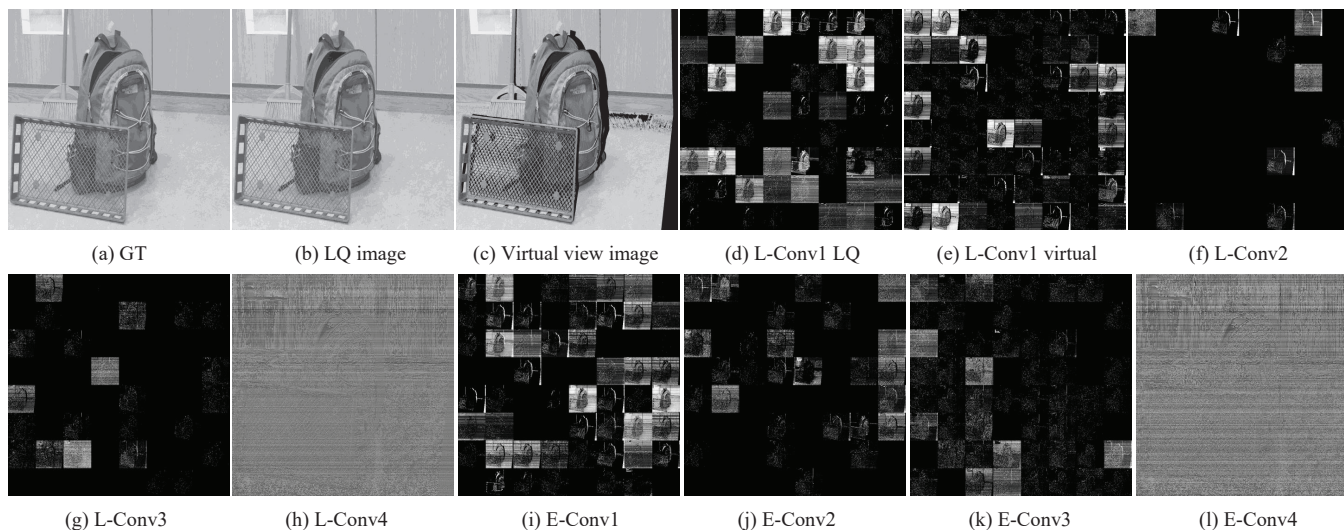 (a) GT
(b) LQ image
(c) Virtual view image
(d) L-Conv1 LQ
(e) L-Conv1 virtual
(f) L-Conv2
(g) L-Conv3
(h) L-Conv4
(i) E-Conv1
(j) E-Conv2
(k) E-Conv3
(l) E-Conv4